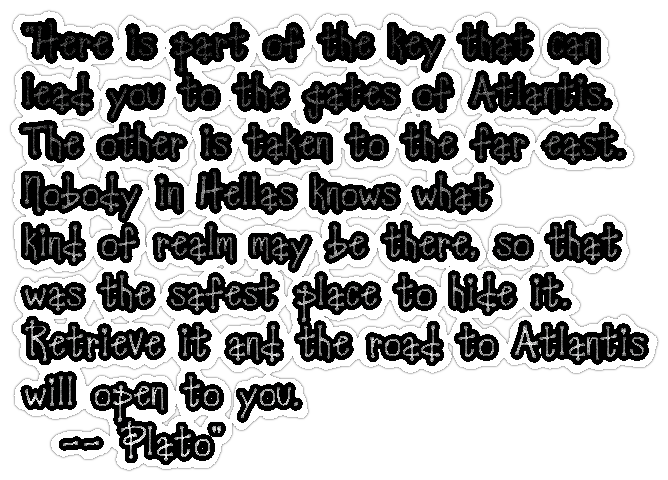 "Here is part of the key that can
lead you to the gates of Atlantis.
The other is taken to the far east.
Nobody in Hellas knows what
kind of realm may be there, so that
was the safest place to hide it.
Retrieve it and the road to Atlantis
will open to you.
-- Plato"